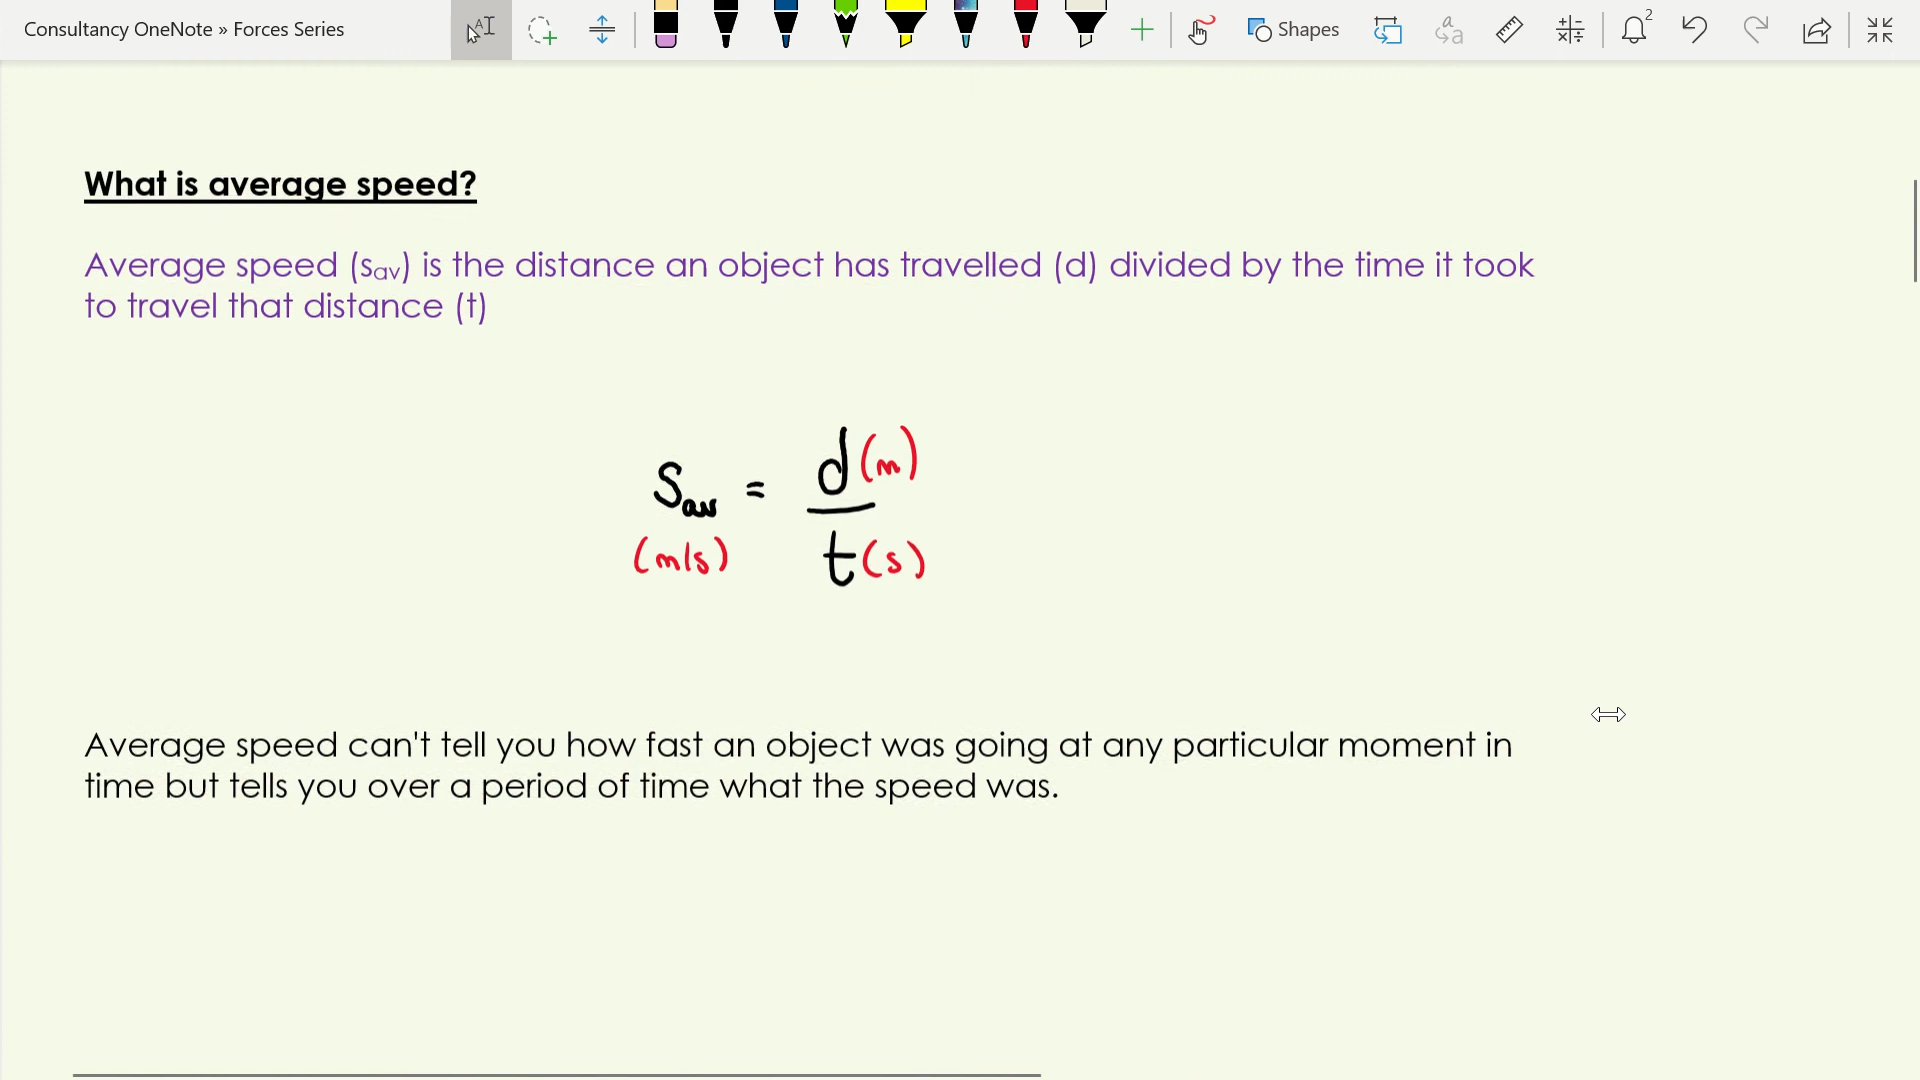 Consultancy OneNote » Forces Series
Shapes
2
What is average speed?
Average speed (sav) is the distance an object has travelled (d) divided by the time it took
to travel that distance (t)
Sav = d(m)
(m/s) t(s)
Average speed can't tell you how fast an object was going at any particular moment in
time but tells you over a period of time what the speed was.